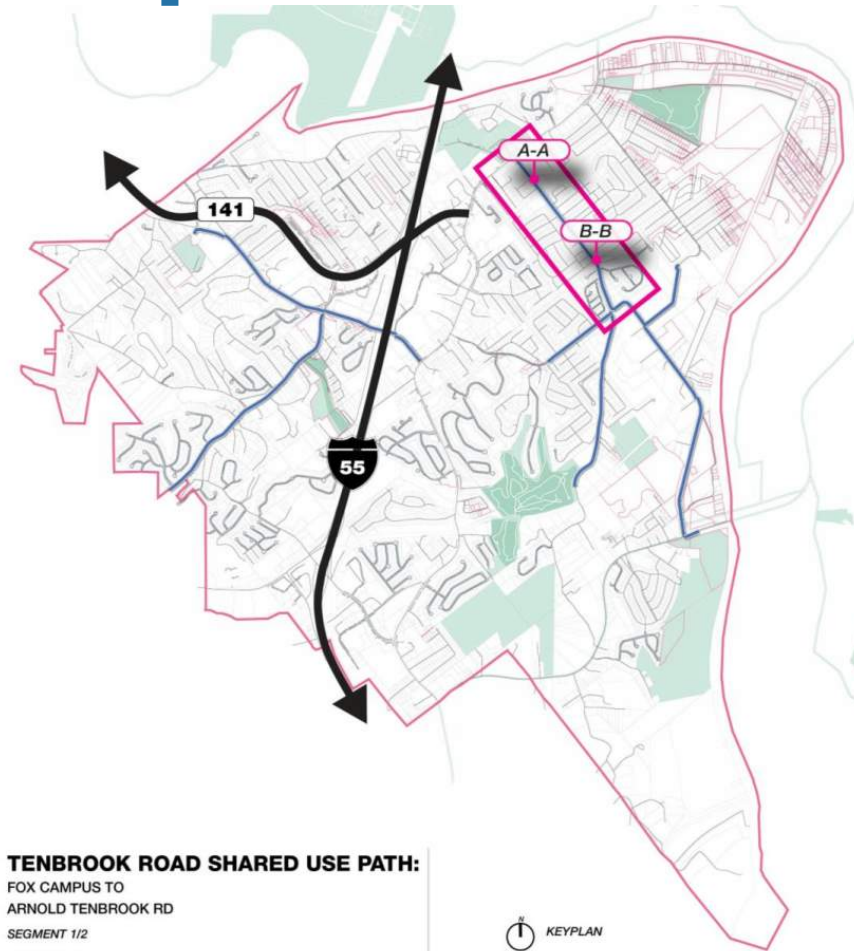 A-A
141
B-B
55
TENBROOK ROAD SHARED USE PATH:
FOX CAMPUS TO
ARNOLD TENBROOK RD
SEGMENT 1/2
N
KEYPLAN